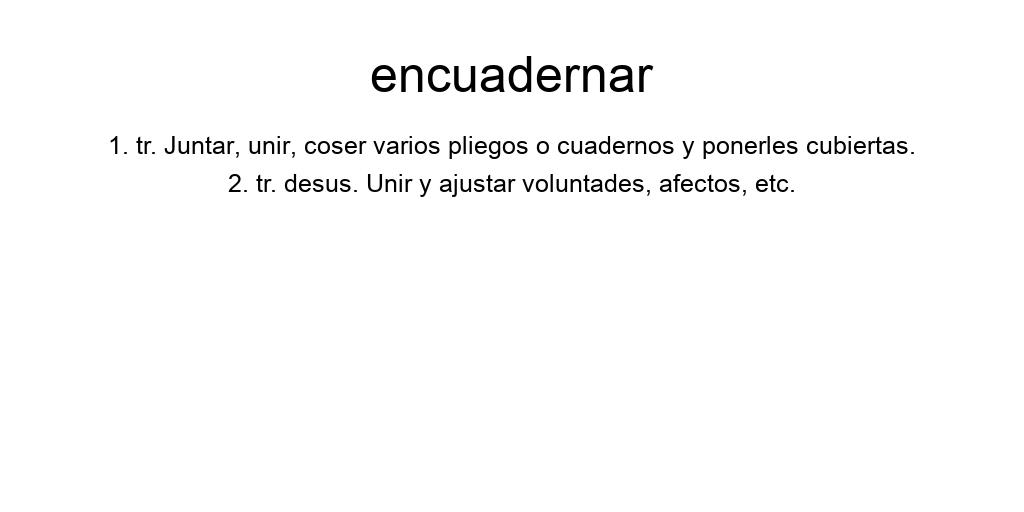 encuadernar
1. tr. Juntar, unir, coser varios pliegos o cuadernos y ponerles cubiertas.
2. tr. desus. Unir y ajustar voluntades, afectos, etc.